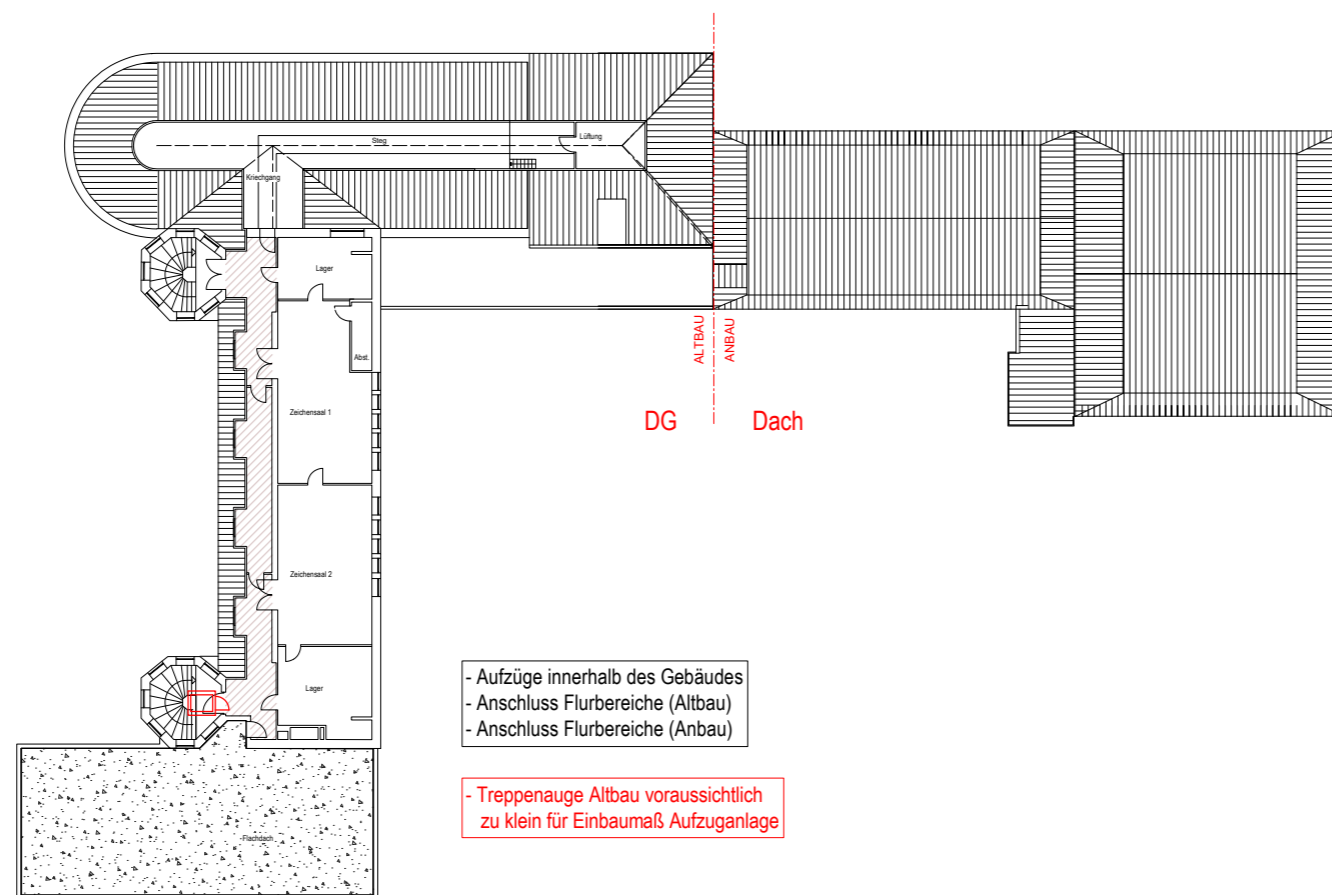 Steg
Lüftung
Kriechgang
Lager
Abst.
ALTBAU
ANBAU
Zeichensaal 1
DG
Dach
Zeichensaal 2
Lager
- Aufzüge innerhalb des Gebäudes
- Anschluss Flurbereiche (Altbau)
- Anschluss Flurbereiche (Anbau)
- Treppenauge Altbau voraussichtlich
zu klein für Einbaumaß Aufzuganlage
Flachdach